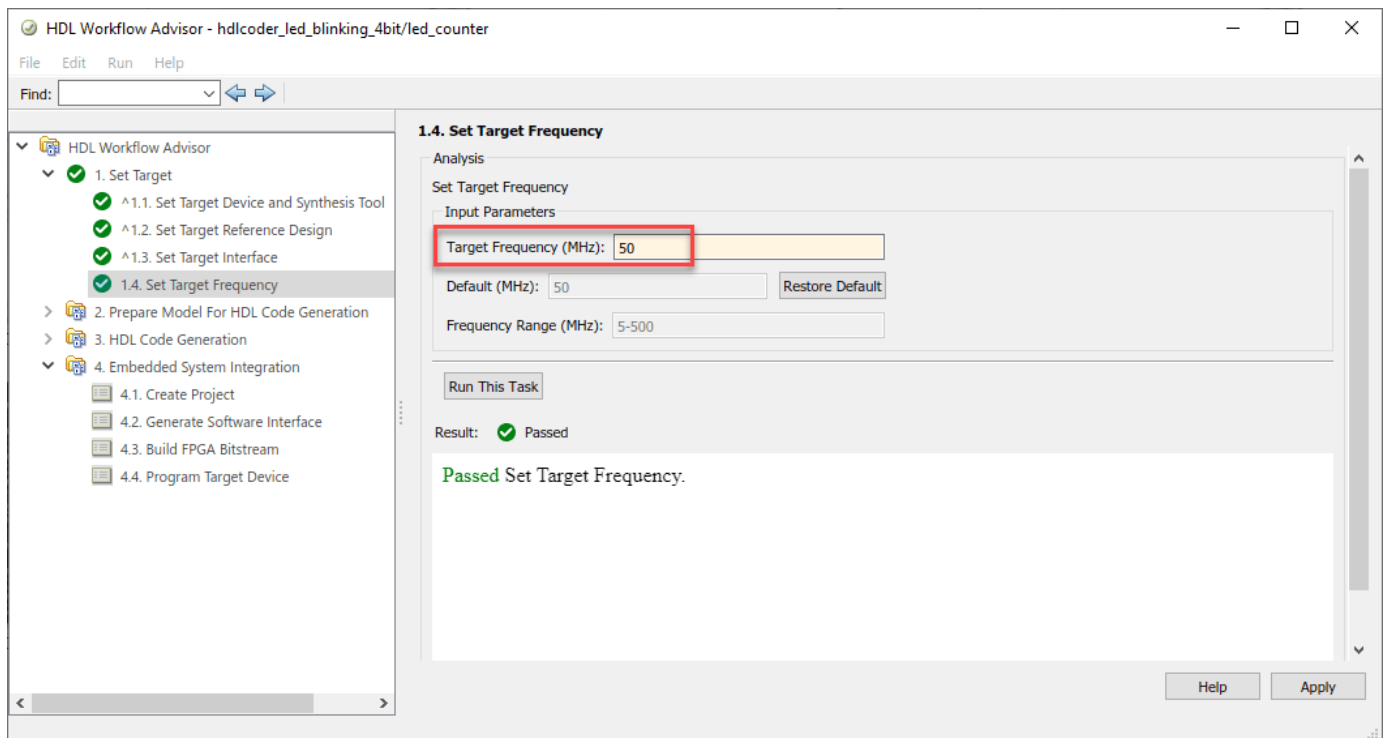 HDL Workflow Advisor - hdlcoder_led_blinking_4bit/led_counter
File Edit Run Help
Find:
HDL Workflow Advisor
1. Set Target
^1.1. Set Target Device and Synthesis Tool
^1.2. Set Target Reference Design
^1.3. Set Target Interface
1.4. Set Target Frequency
2. Prepare Model For HDL Code Generation
3. HDL Code Generation
4. Embedded System Integration
4.1. Create Project
4.2. Generate Software Interface
4.3. Build FPGA Bitstream
4.4. Program Target Device
1.4. Set Target Frequency
Analysis
Set Target Frequency
Input Parameters
Target Frequency (MHz): 50
Default (MHz): 50 Restore Default
Frequency Range (MHz): 5-500
Run This Task
Result: Passed
Passed Set Target Frequency.
Help Apply